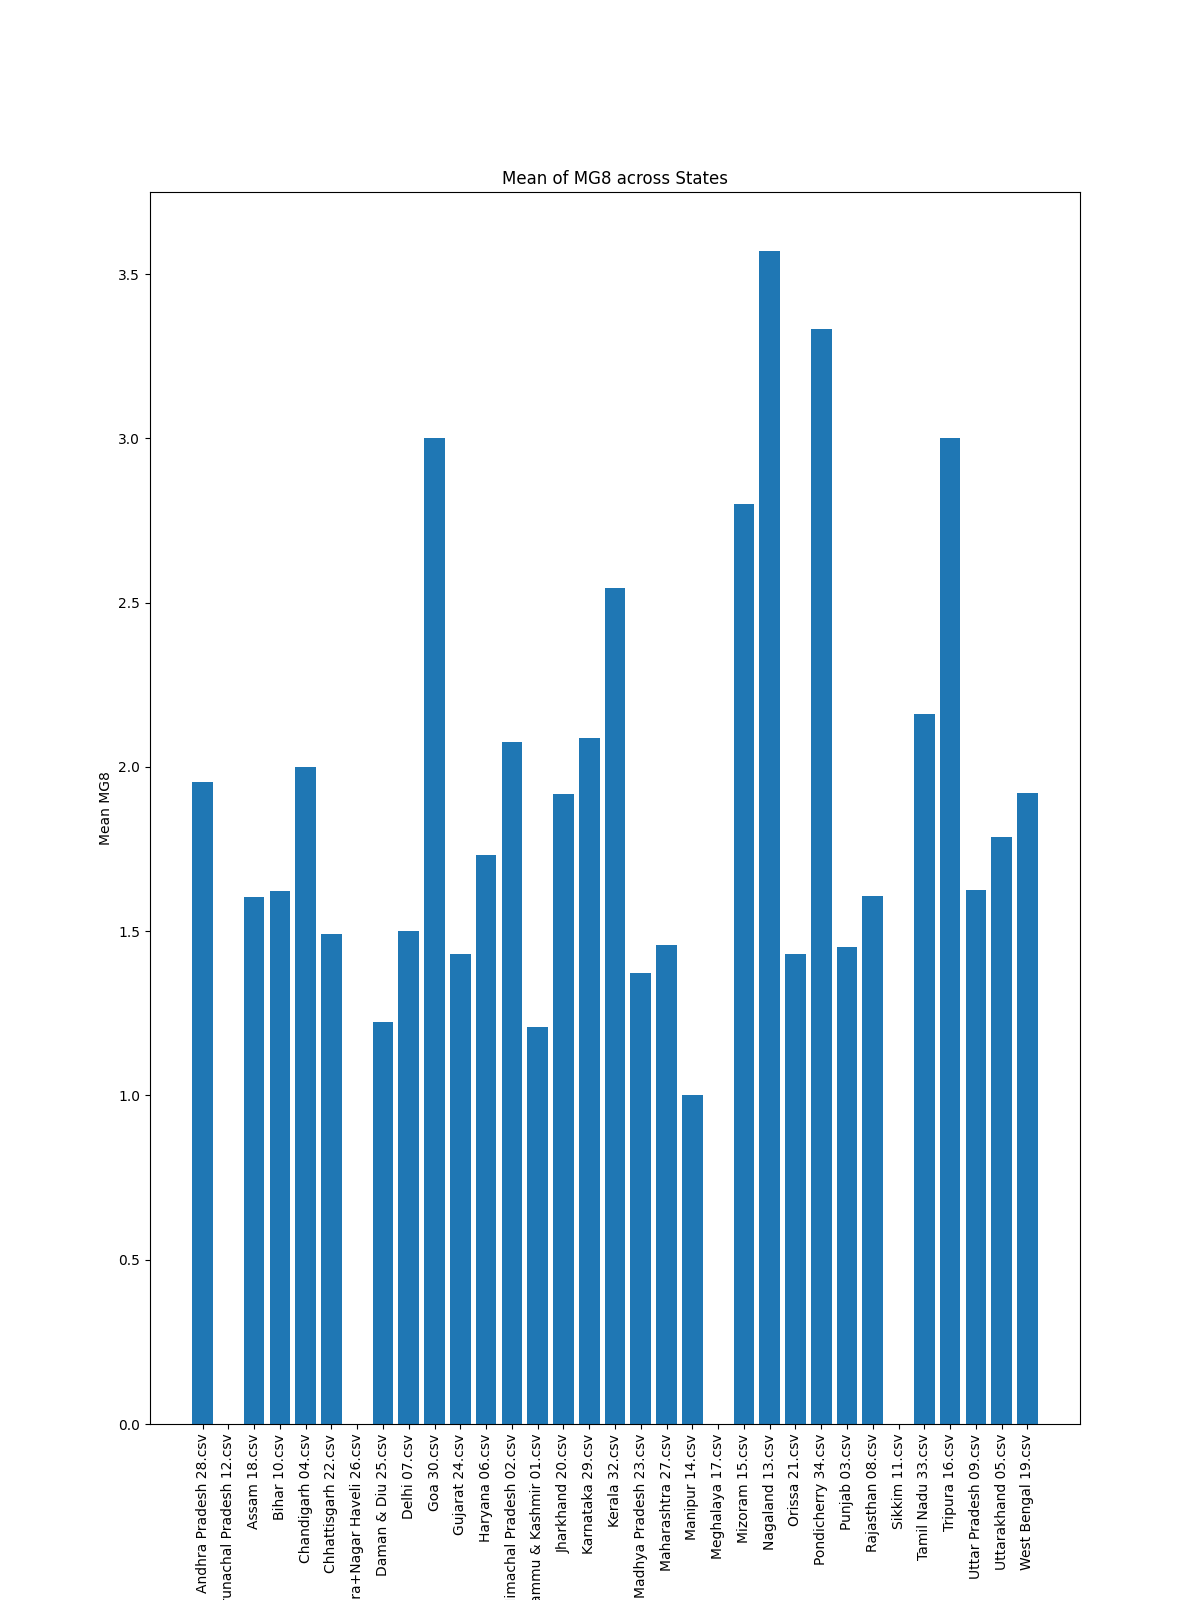 Mean of MG8 across States
3.5
3.0
2.5
2.0
1.5
1.0
0.5
0.0
Mean MG8
Andhra Pradesh 28.csv
runachal Pradesh 12.csv
Assam 18.csv
Bihar 10.csv
Chandigarh 04.csv
Chhattisgarh 22.csv
ra+Nagar Haveli 26.csv
Daman & Diu 25.csv
Delhi 07.csv
Goa 30.csv
Gujarat 24.csv
Haryana 06.csv
imachal Pradesh 02.csv
ammu & Kashmir 01.csv
Jharkhand 20.csv
Karnataka 29.csv
Kerala 32.csv
Madhya Pradesh 23.csv
Maharashtra 27.csv
Manipur 14.csv
Meghalaya 17.csv
Mizoram 15.csv
Nagaland 13.csv
Orissa 21.csv
Pondicherry 34.csv
Punjab 03.csv
Rajasthan 08.csv
Sikkim 11.csv
Tamil Nadu 33.csv
Tripura 16.csv
Uttar Pradesh 09.csv
Uttarakhand 05.csv
West Bengal 19.csv